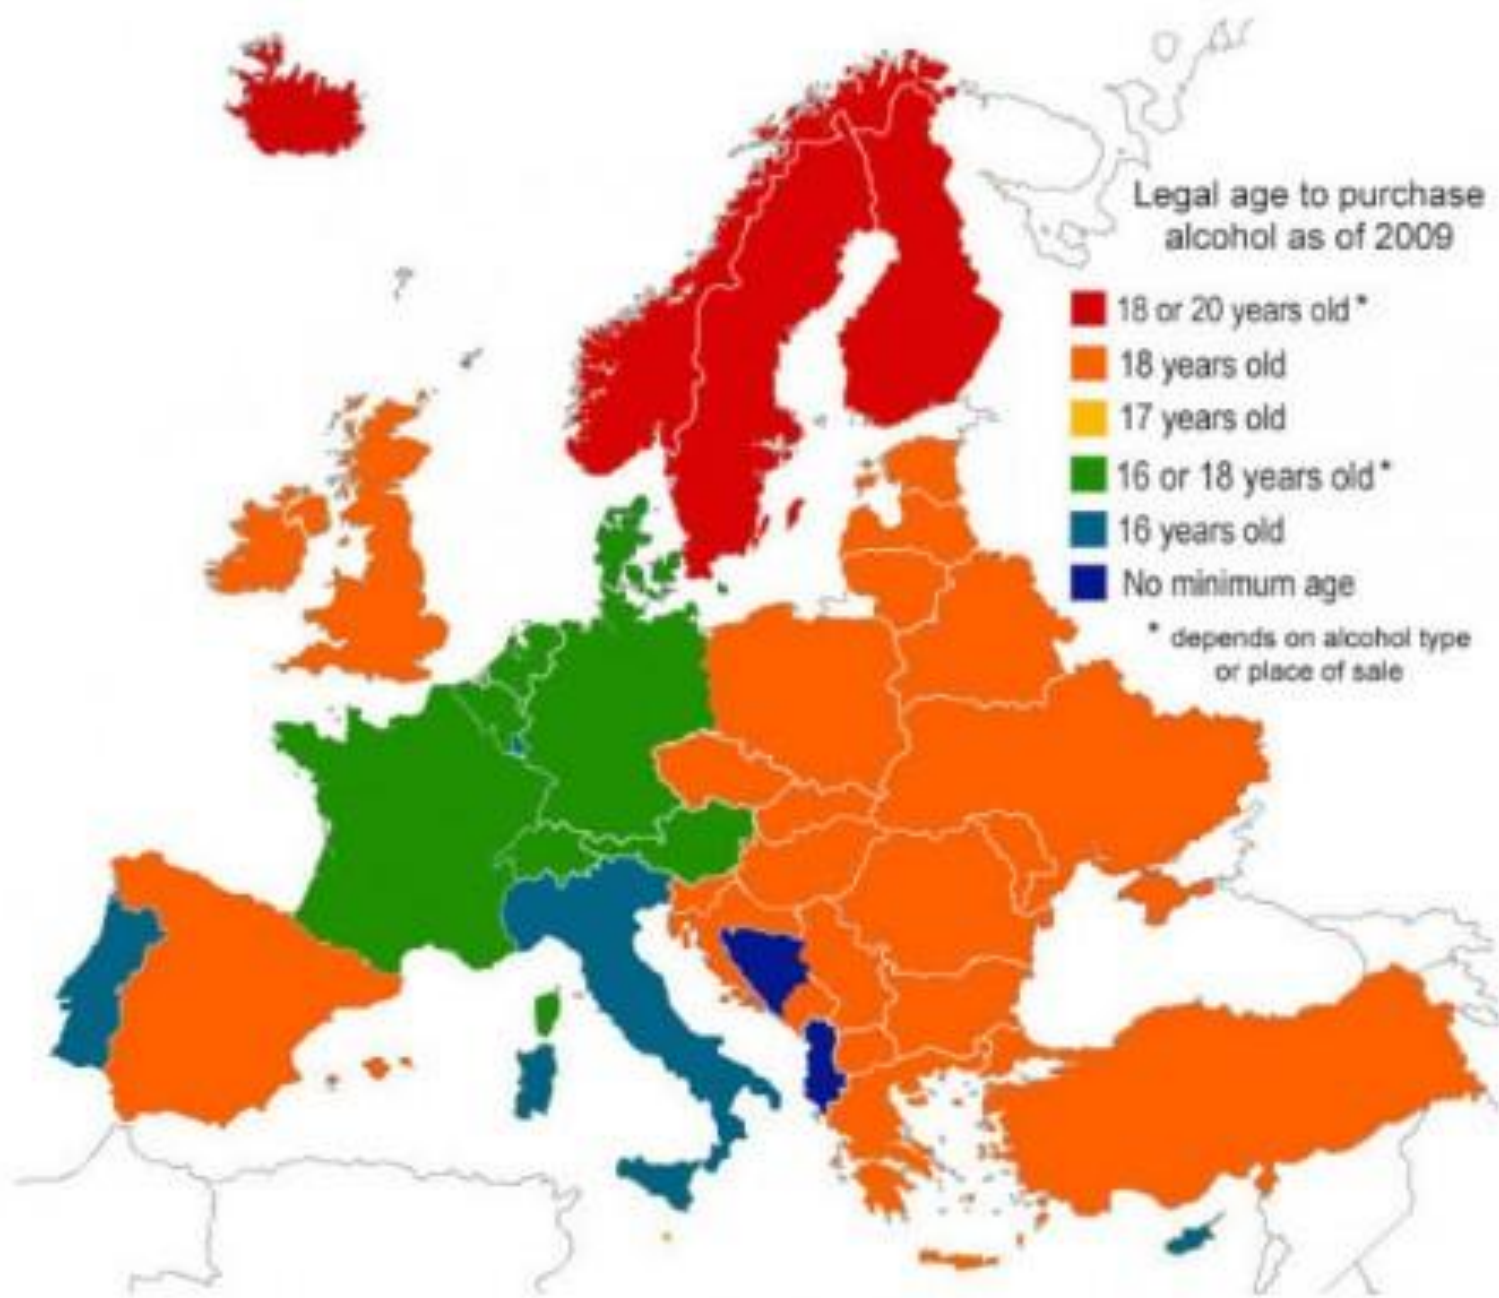 Legal age to purchase
alcohol as of 2009
18 or 20 years old *
18 years old
17 years old
16 or 18 years old *
16 years old
No minimum age
* depends on alcohol type
or place of sale